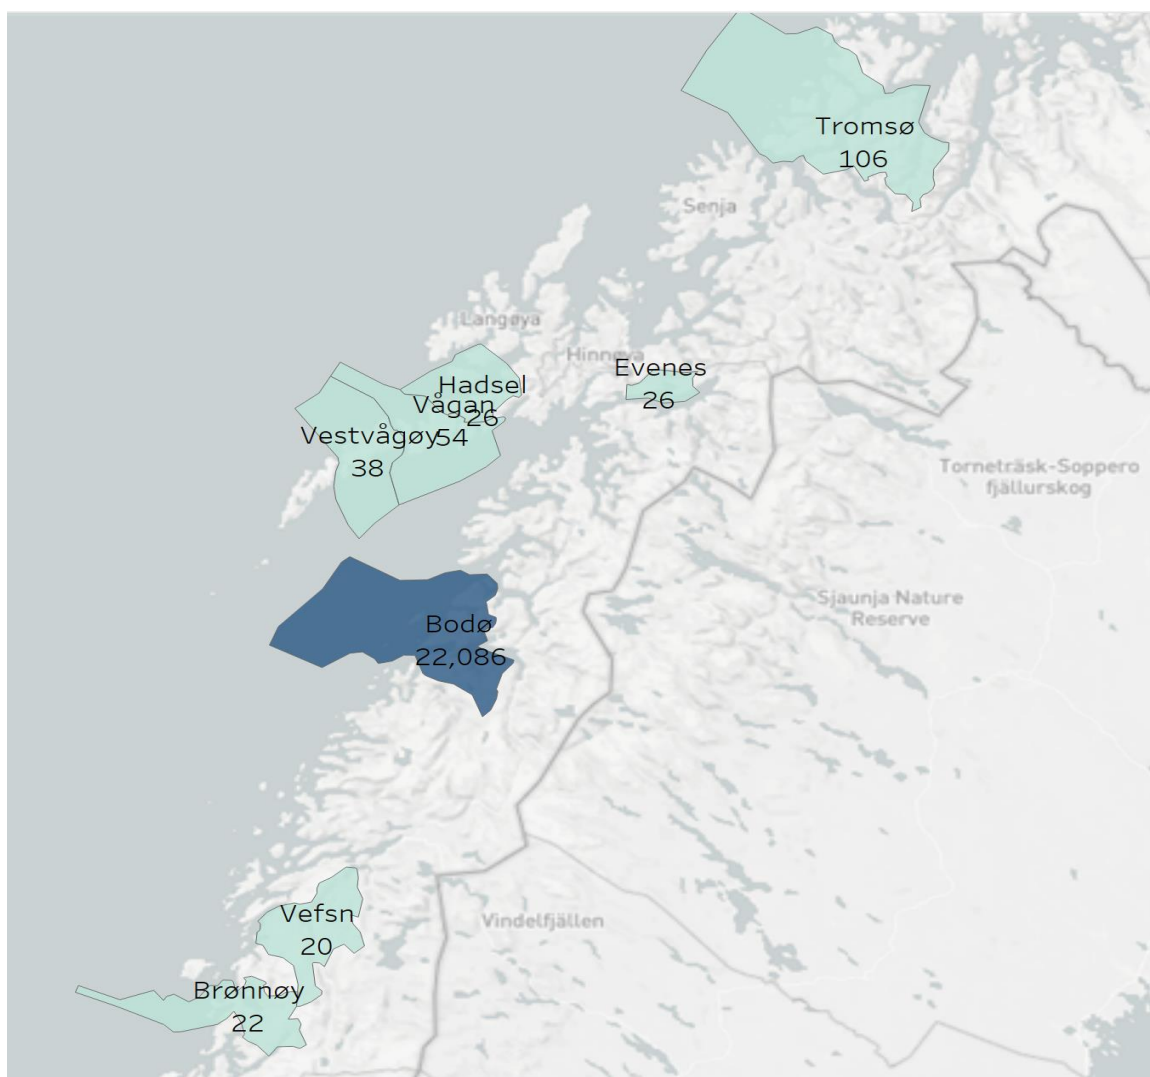 Tromsø
106
Senja
Langøya
Hinnøya
Evenes
26
Hadsel
26
Vågan
54
Vestvågøy
38
Torneträsk-Soppero
fjällurskog
Sjaunja Nature
Reserve
Bodø
22,086
Vefsn
20
Vindelfjällen
Brønnøy
22